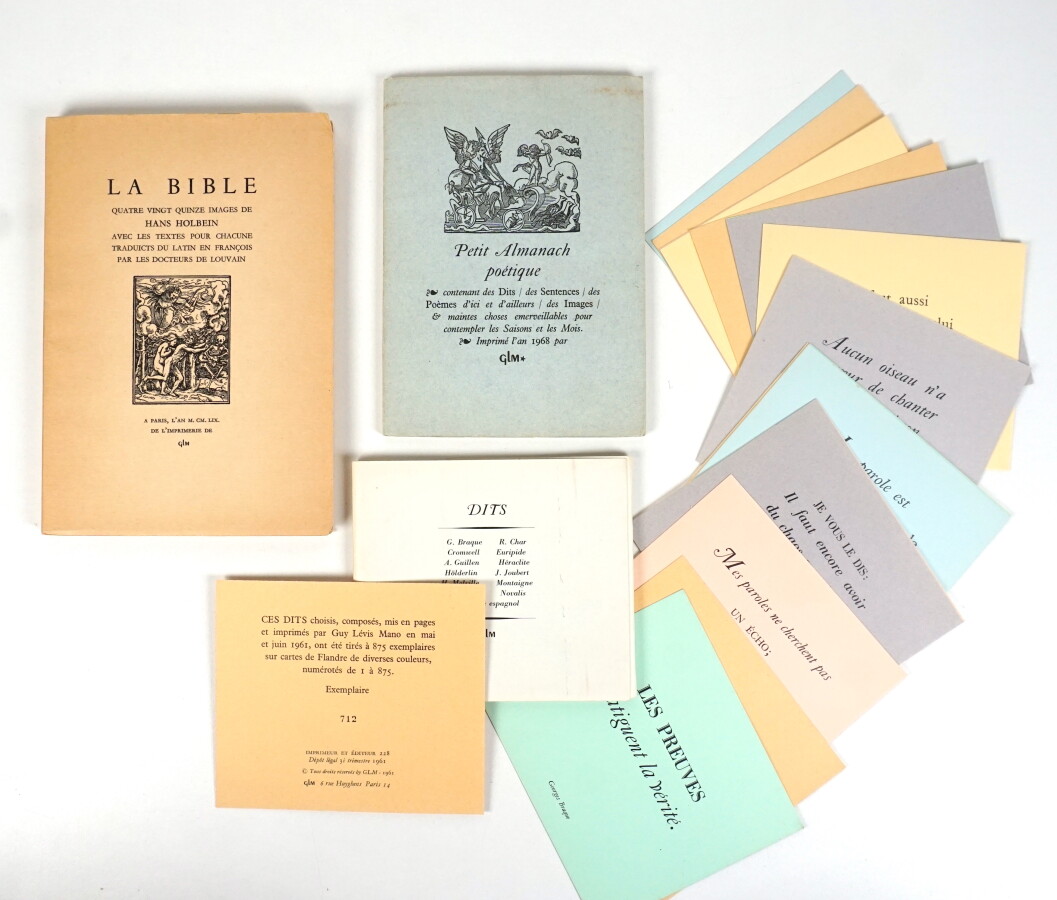 LA BIBLE
QUATRE VINGT QUINZE IMAGES DE
HANS HOLBEIN
AVEC LES TEXTES POUR CHACUNE
TRADUICTS DU LATIN EN FRANÇOIS
PAR LES DOCTEURS DE LOUVAIN
A PARIS, L'AN M. CM. LIX.
DE L'IMPRIMERIE DE
GLM
Petit Almanach
poétique
contenant des Dits / des Sentences / des
Poèmes d'ici et d'ailleurs / des Images /
& maintes choses emerveillables pour
contempler les Saisons et les Mois.
Imprimé l'an 1968 par
GLM*
DITS
G. Braque R. Char
Cromwell Euripide
A. Guillen Héraclite
Hölderlin J. Joubert
Montaigne
Novalis
espagnol
CES DITS choisis, composés, mis en pages
et imprimés par Guy Lévis Mano en mai
et juin 1961, ont été tirés à 875 exemplaires
sur cartes de Flandre de diverses couleurs,
numérotés de 1 à 875.
Exemplaire
712
IMPRIMEUR ET ÉDITEUR 228
Dépôt légal 3i trimestre 1961
© Tous droits réservés by GLM - 1961
GLM 6 rue Huyghens Paris 14
aussi
lui
Aucun oiseau n'a
de chanter
parole est
JE VOUS LE DIS:
Il faut encore avoir
du chaos
Mes paroles ne cherchent pas
UN ÉCHO;
LES PREUVES
fatiguent la vérité.
Georges Braque